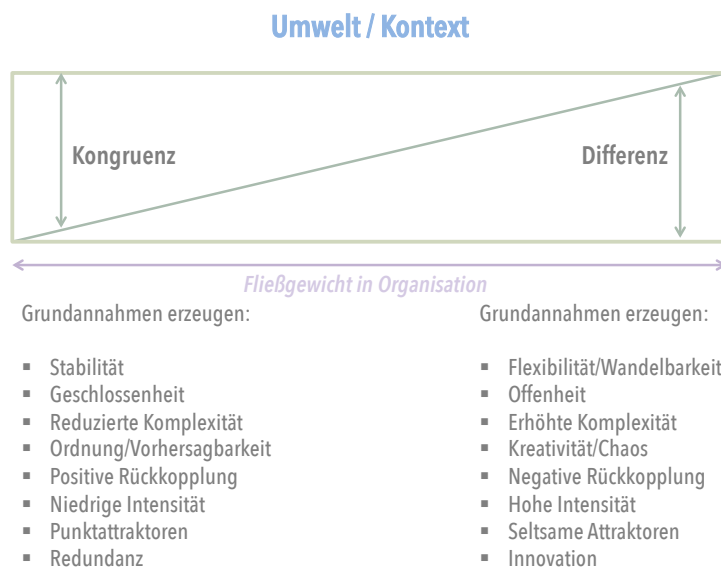 Umwelt / Kontext
Kongruenz
Differenz
Fließgewicht in Organisation
Grundannahmen erzeugen:
▪ Stabilität
▪ Geschlossenheit
▪ Reduzierte Komplexität
▪ Ordnung/Vorhersagbarkeit
▪ Positive Rückkopplung
▪ Niedrige Intensität
▪ Punktattraktoren
▪ Redundanz
Grundannahmen erzeugen:
▪ Flexibilität/Wandelbarkeit
▪ Offenheit
▪ Erhöhte Komplexität
▪ Kreativität/Chaos
▪ Negative Rückkopplung
▪ Hohe Intensität
▪ Seltsame Attraktoren
▪ Innovation